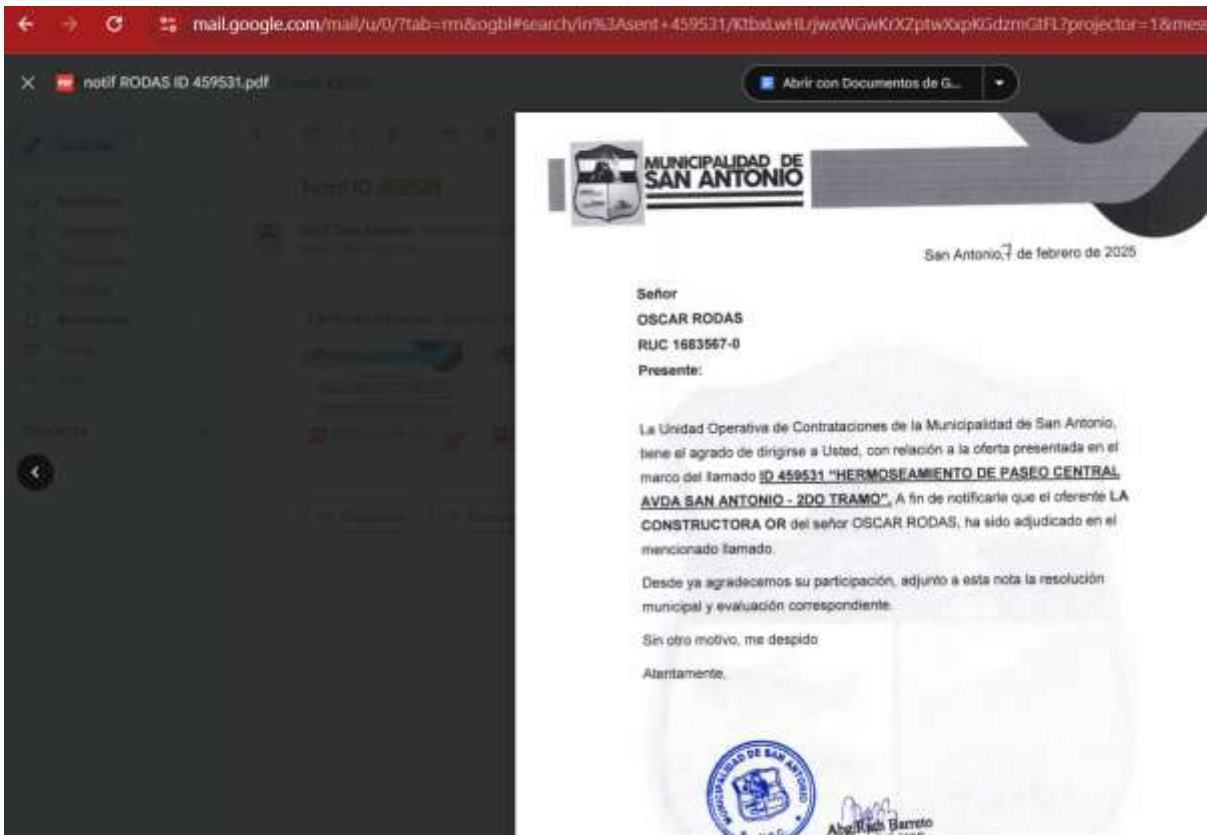 mail.google.com/mail/u/0/?tab=rm&ogbl#search/in%3Asent+459531/
notif RODAS ID 459531.pdf
Abrir con Documentos de G...
MUNICIPALIDAD DE
SAN ANTONIO
San Antonio, 7 de febrero de 2025
Señor
OSCAR RODAS
RUC 1683567-0
Presente:
La Unidad Operativa de Contrataciones de la Municipalidad de San Antonio,
tiene el agrado de dirigirse a Usted, con relación a la oferta presentada en el
marco del llamado ID 459531 "HERMOSEAMIENTO DE PASEO CENTRAL
AVDA SAN ANTONIO - 2DO TRAMO". A fin de notificarle que el oferente LA
CONSTRUCTORA OR del señor OSCAR RODAS, ha sido adjudicado en el
mencionado llamado.
Desde ya agradecemos su participación, adjunto a esta nota la resolución
municipal y evaluación correspondiente.
Sin otro motivo, me despido
Atentamente,
MUNICIPALIDAD DE SAN ANTONIO
Barreto